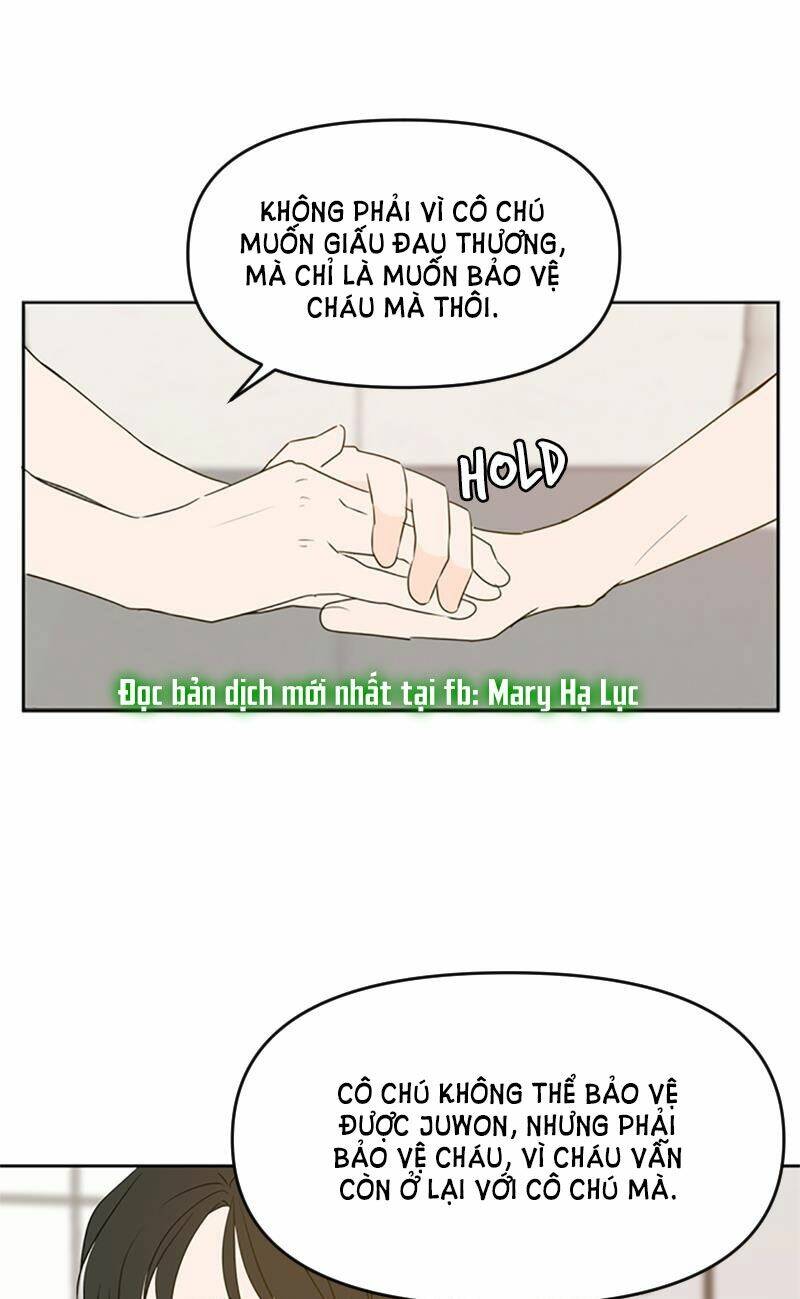 KHÔNG PHẢI VÌ CÔ CHÚ
MUỐN GIẤU ĐAU THƯƠNG,
MÀ CHỈ LÀ MUỐN BẢO VỆ
CHÁU MÀ THÔI.
HOLD
Đọc bản dịch mới nhất tại fb: Mary Hạ Lục
CÔ CHÚ KHÔNG THỂ BẢO VỆ
ĐƯỢC JUWON, NHƯNG PHẢI
BẢO VỆ CHÁU, VÌ CHÁU VẪN
CÒN Ở LẠI VỚI CÔ CHÚ MÀ.